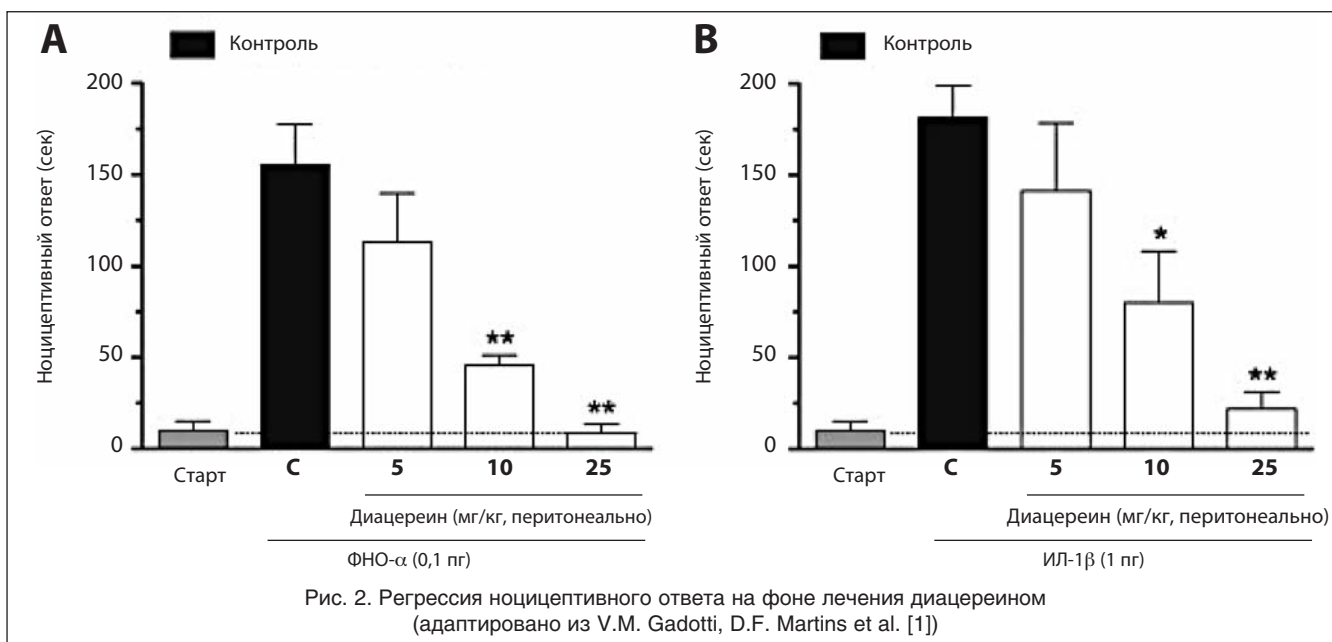 A
Контроль
Ноцицептивный ответ (сек)
200
150
100
50
0
**
**
Старт
C
5
10
25
Диацереин (мг/кг, перитонеально)
ФНО-α (0,1 пг)
B
Контроль
Ноцицептивный ответ (сек)
200
150
100
50
0
*
**
Старт
C
5
10
25
Диацереин (мг/кг, перитонеально)
ИЛ-1β (1 пг)
Рис. 2. Регрессия ноцицептивного ответа на фоне лечения диацереином
(адаптировано из V.M. Gadotti, D.F. Martins et al. [1])